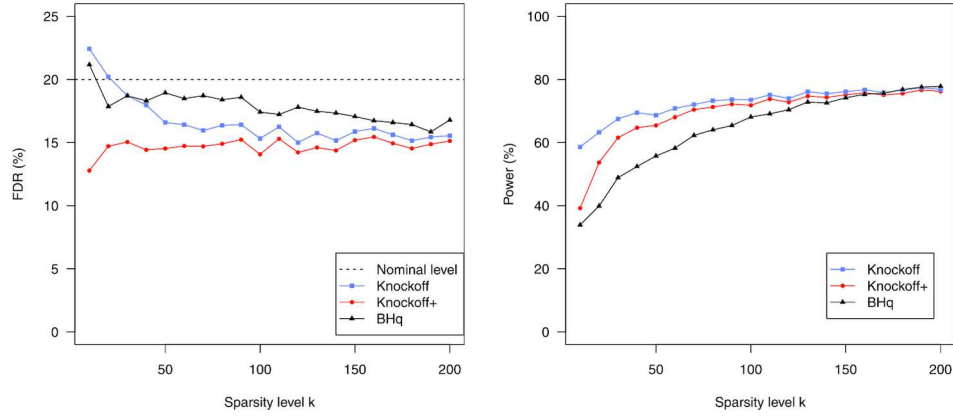 25
20
15
10
5
0
FDR (%)
Nominal level
Knockoff
Knockoff+
BHq
50
100
150
200
Sparsity level k
100
80
60
40
20
0
Power (%)
Knockoff
Knockoff+
BHq
50
100
150
200
Sparsity level k